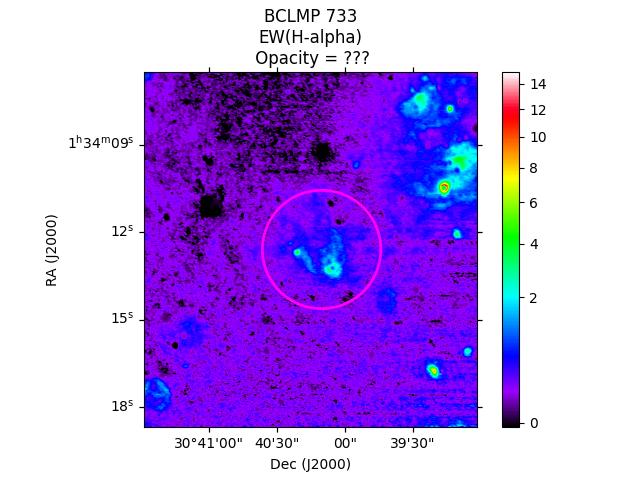 BCLMP 733
EW(H-alpha)
Opacity = ???
1ʰ34ᵐ09ˢ
12ˢ
15ˢ
18ˢ
RA (J2000)
30°41'00" 40'30" 00" 39'30"
Dec (J2000)
14
12
10
8
6
4
2
0